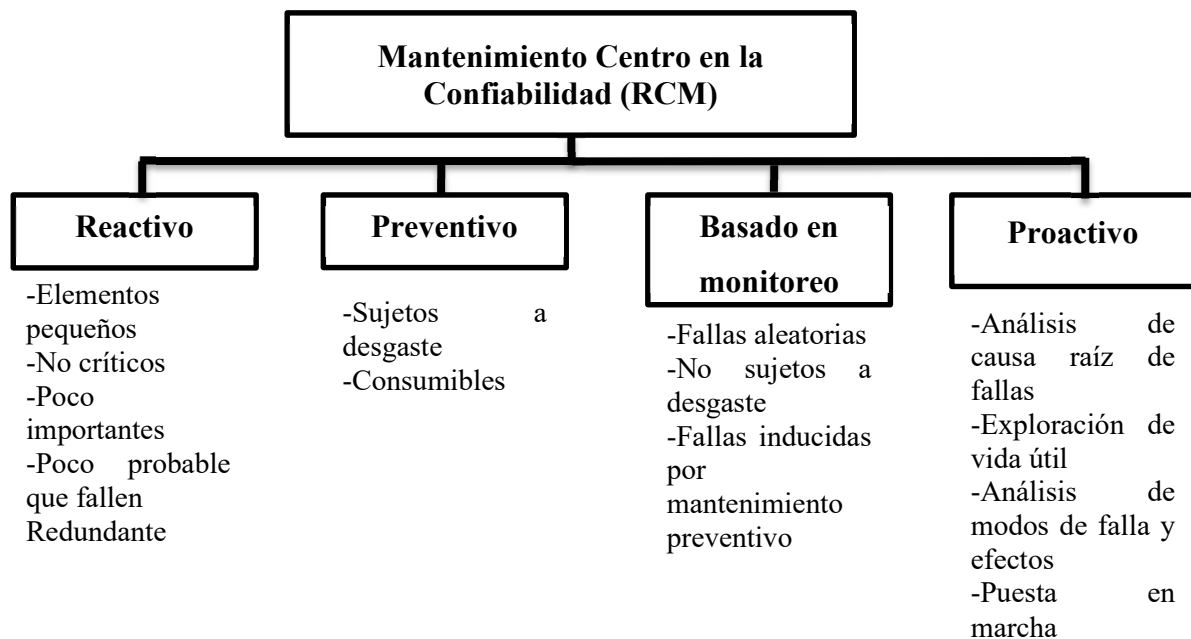 Mantenimiento Centro en la
Confiabilidad (RCM)
Reactivo
-Elementos
pequeños
-No críticos
-Poco
importantes
-Poco probable
que fallen
Redundante
Preventivo
-Sujetos a
desgaste
-Consumibles
Basado en
monitoreo
-Fallas aleatorias
-No sujetos a
desgaste
-Fallas inducidas
por
mantenimiento
preventivo
Proactivo
-Análisis de
causa raíz de
fallas
-Exploración de
vida útil
-Análisis de
modos de falla y
efectos
-Puesta en
marcha